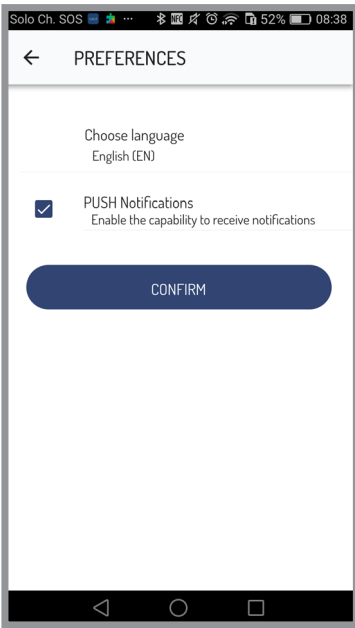 Solo Ch. SOS ... NFC 52% 08:38
PREFERENCES
Choose language
English (EN)
PUSH Notifications
Enable the capability to receive notifications
CONFIRM